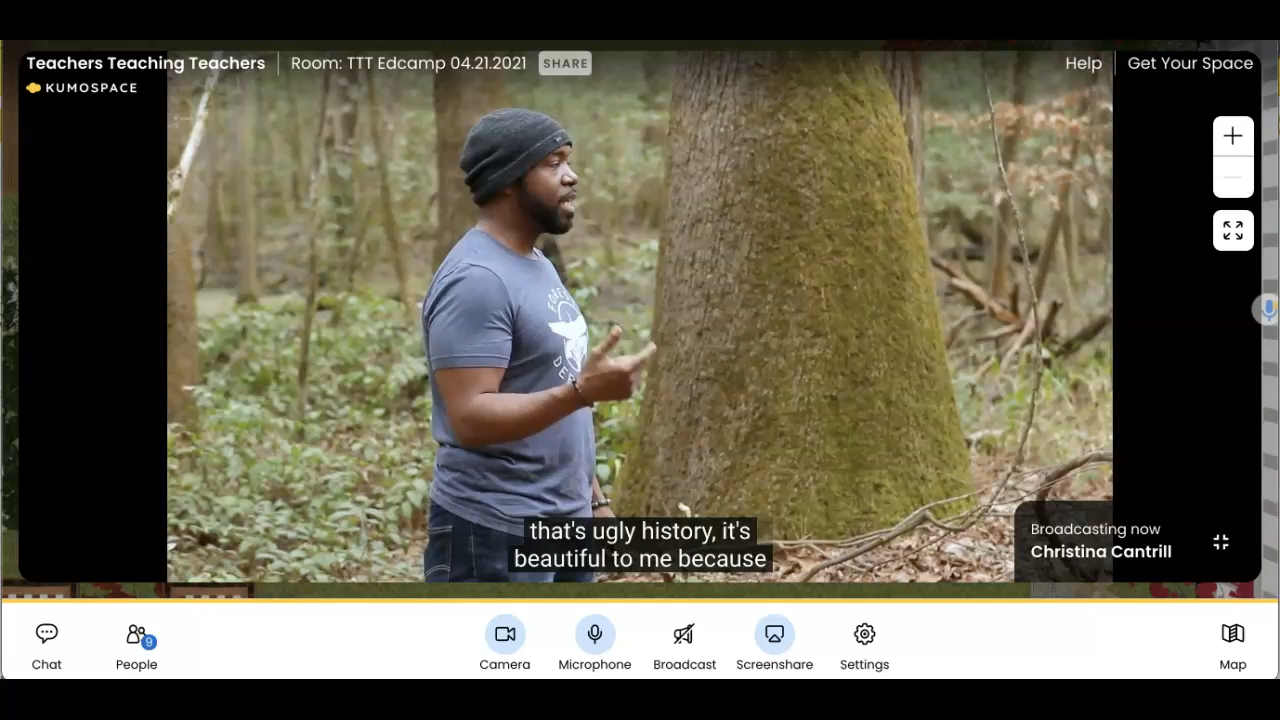 Teachers Teaching Teachers
Room: TTT Edcamp 04.21.2021
SHARE
Help
Get Your Space
KUMOSPACE
that's ugly history, it's
beautiful to me because
Broadcasting now
Christina Cantrill
Chat
9
People
Camera
Microphone
Broadcast
Screenshare
Settings
Map